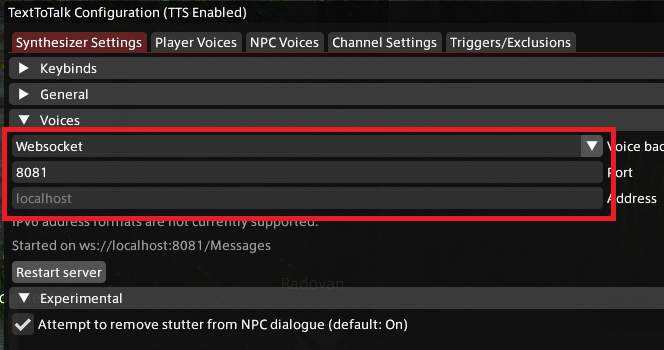 TextToTalk Configuration (TTS Enabled)
Synthesizer Settings Player Voices NPC Voices Channel Settings Triggers/Exclusions
Keybinds
General
Voices
Websocket Voice bac
8081 Port
localhost Address
IPv6 address formats are not currently supported.
Started on ws://localhost:8081/Messages
Restart server
Radovan
Experimental
Attempt to remove stutter from NPC dialogue (default: On)